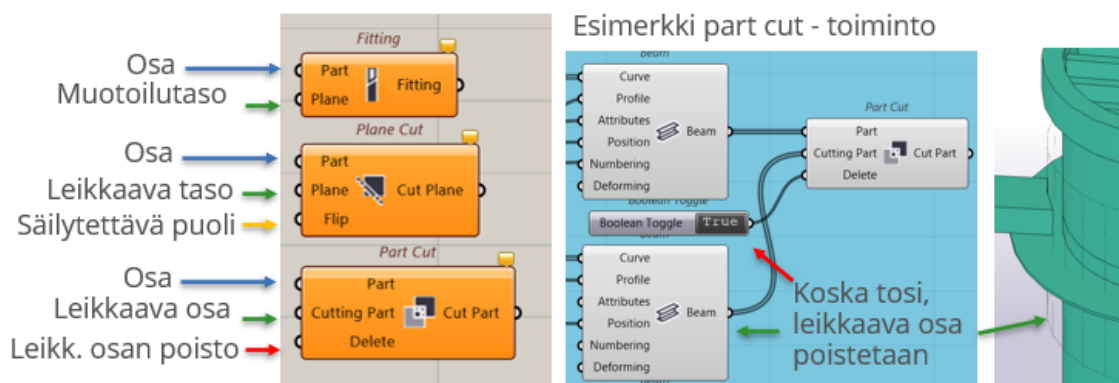 Esimerkki part cut - toiminto
Osa
Muotoilutaso
Osa
Leikkaava taso
Säilytettävä puoli
Osa
Leikkaava osa
Leikk. osan poisto
Fitting
Part
Plane
Fitting
Plane Cut
Part
Plane
Flip
Cut Plane
Part Cut
Part
Cutting Part
Delete
Cut Part
Beam
Curve
Profile
Attributes
Position
Numbering
Deforming
Beam
Boolean Toggle
Boolean Toggle
True
Beam
Curve
Profile
Attributes
Position
Numbering
Deforming
Beam
Part Cut
Part
Cutting Part
Delete
Cut Part
Koska tosi,
leikkaava osa
poistetaan